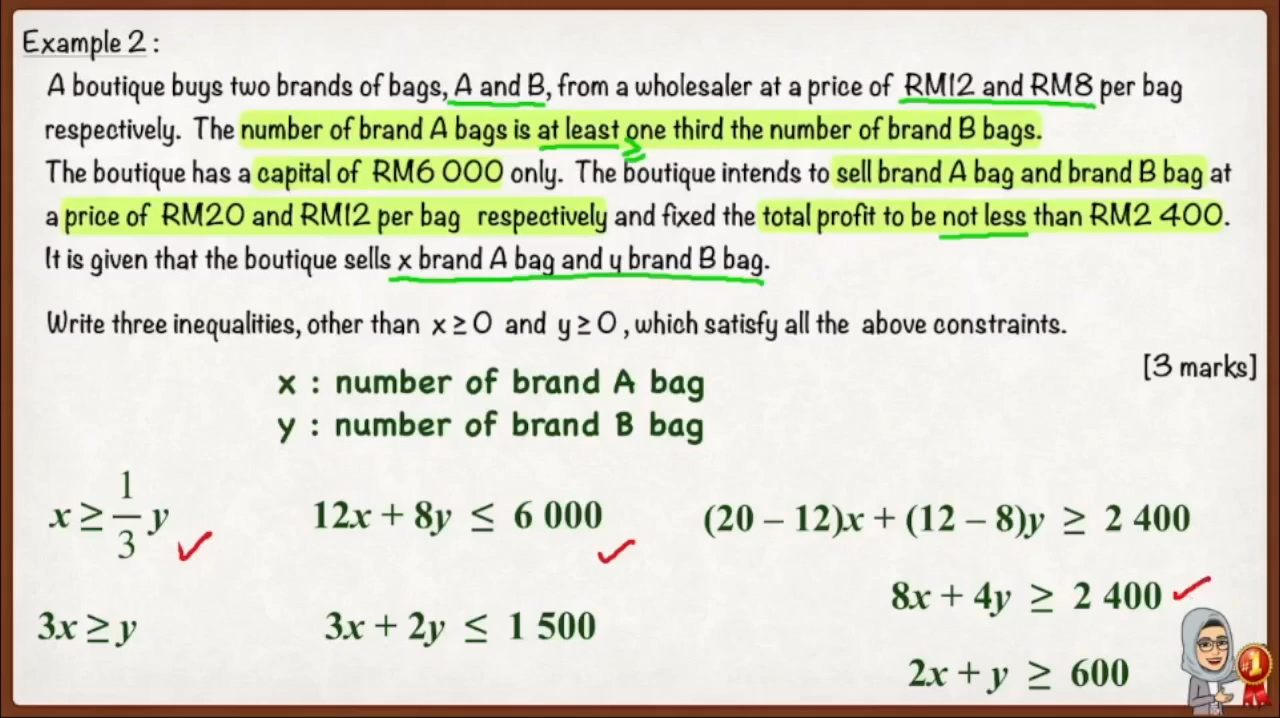 Example 2 :
A boutique buys two brands of bags, A and B, from a wholesaler at a price of RM12 and RM8 per bag
respectively. The number of brand A bags is at least one third the number of brand B bags.
≥
The boutique has a capital of RM6 000 only. The boutique intends to sell brand A bag and brand B bag at
a price of RM20 and RM12 per bag respectively and fixed the total profit to be not less than RM2 400.
It is given that the boutique sells x brand A bag and y brand B bag.
Write three inequalities, other than x ≥ 0 and y ≥ 0 , which satisfy all the above constraints.
[3 marks]
x : number of brand A bag
y : number of brand B bag
x ≥ 1/3 y
12x + 8y ≤ 6 000
(20 – 12)x + (12 – 8)y ≥ 2 400
8x + 4y ≥ 2 400
3x ≥ y
3x + 2y ≤ 1 500
2x + y ≥ 600
#1